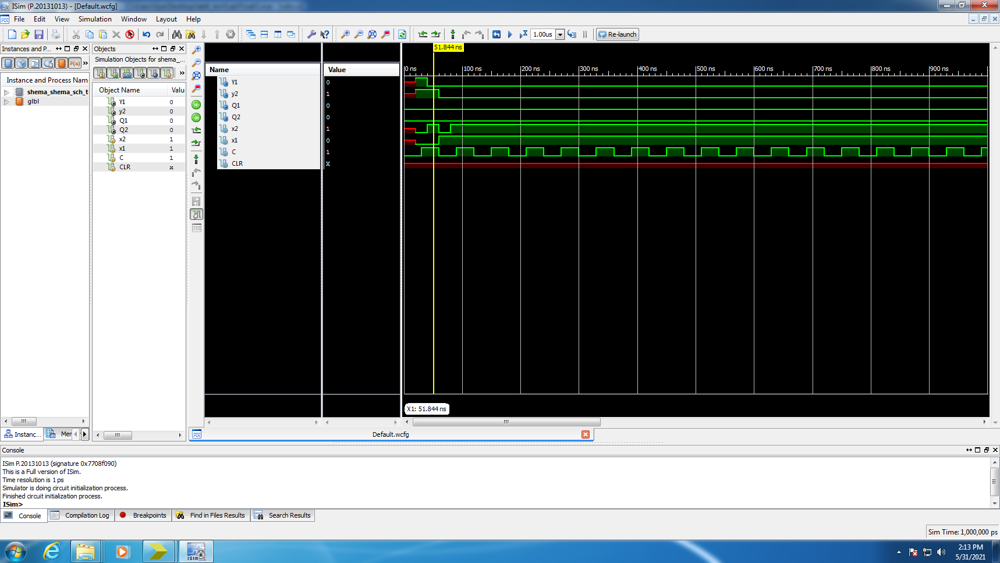 ISim (P.20131013) - [Default.wcfg]
File Edit View Simulation Window Layout Help
1.00us Re-launch
Instances and P...
Instance and Process Nam
shema_shema_sch_t
glbl
Instanc...
Mer
Objects
Simulation Objects for shema_...
Object Name Valu
Y1 0
y2 0
Q1 0
Q2 0
x2 1
x1 1
C 1
CLR x
Name Value
Y1 0
y2 1
Q1 0
Q2 0
x2 1
x1 0
C 1
CLR X
51.844 ns
0 ns 100 ns 200 ns 300 ns 400 ns 500 ns 600 ns 700 ns 800 ns 900 ns
X1: 51.844 ns
Default.wcfg
Console
ISim P.20131013 (signature 0x7708f090)
This is a Full version of ISim.
Time resolution is 1 ps
Simulator is doing circuit initialization process.
Finished circuit initialization process.
ISim>
Console Compilation Log Breakpoints Find in Files Results Search Results
Sim Time: 1,000,000 ps
ISim
2:13 PM
5/31/2021